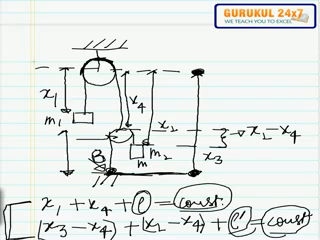 GURUKUL 24x7
WE TEACH YOU TO EXCEL
x₁
x₄
m₁
x₂
x₂ - x₄
m
m₂
x₃
B
x₁ + x₄ + l = const
(x₃ - x₄) + (x₂ - x₄) + l' = const